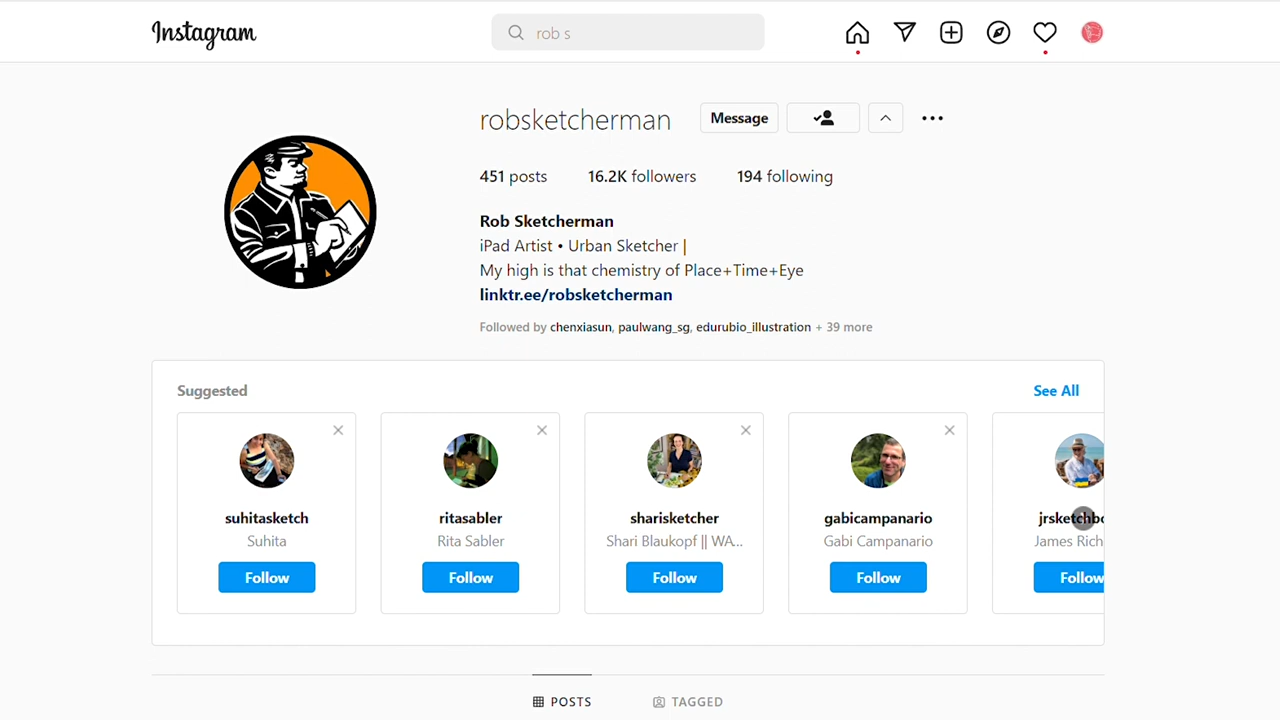 Instagram
rob s
robsketcherman
Message
451 posts 16.2K followers 194 following
Rob Sketcherman
iPad Artist • Urban Sketcher |
My high is that chemistry of Place+Time+Eye
linktr.ee/robsketcherman
Followed by chenxiasun, paulwang_sg, edurubio_illustration + 39 more
Suggested See All
suhitasketch
Suhita
Follow
ritasabler
Rita Sabler
Follow
sharisketcher
Shari Blaukopf || WA...
Follow
gabicampanario
Gabi Campanario
Follow
jrsketchbo
James Rich
Follow
POSTS TAGGED